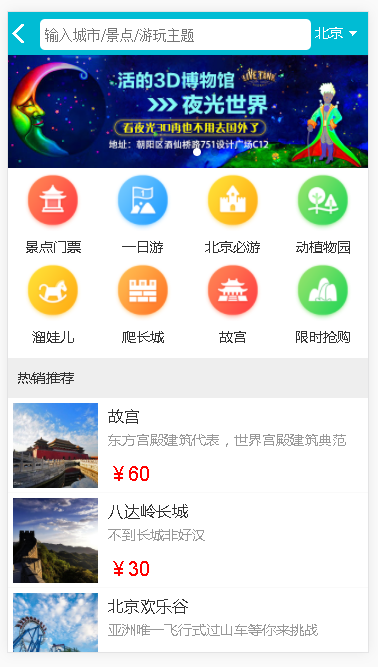 输入城市/景点/游玩主题
北京
活的3D博物馆
LIVE TANK
>>> 夜光世界
看夜光3D再也不用去国外了
地址：朝阳区酒仙桥路751设计广场C12
景点门票
一日游
北京必游
动植物园
溜娃儿
爬长城
故宫
限时抢购
热销推荐
故宫
东方宫殿建筑代表，世界宫殿建筑典范
￥60
八达岭长城
不到长城非好汉
￥30
北京欢乐谷
亚洲唯一飞行式过山车等你来挑战